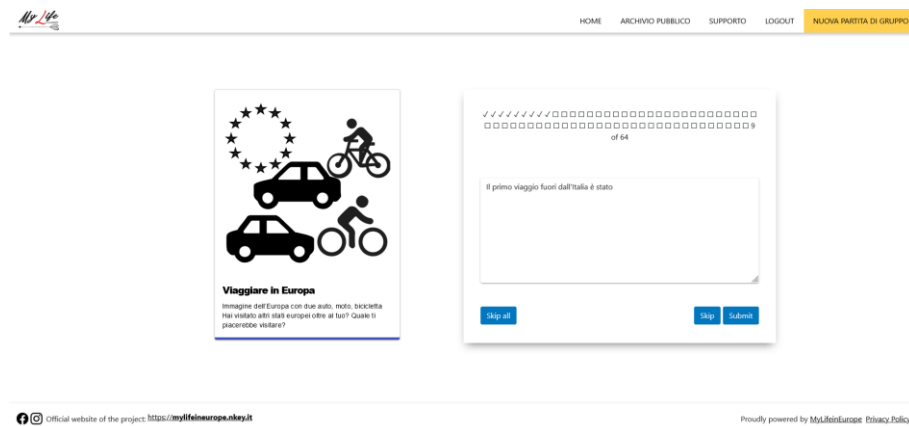 My Life
HOME ARCHIVIO PUBBLICO SUPPORTO LOGOUT NUOVA PARTITA DI GRUPPO
Viaggiare in Europa
Immagine dell'Europa con due auto, moto, bicicletta
Hai visitato altri stati europei oltre al tuo? Quale ti
piacerebbe visitare?
9
of 64
Il primo viaggio fuori dall'Italia è stato
Skip all Skip Submit
Official website of the project: https://mylifeineurope.nkey.it
Proudly powered by MyLifeinEurope Privacy Policy